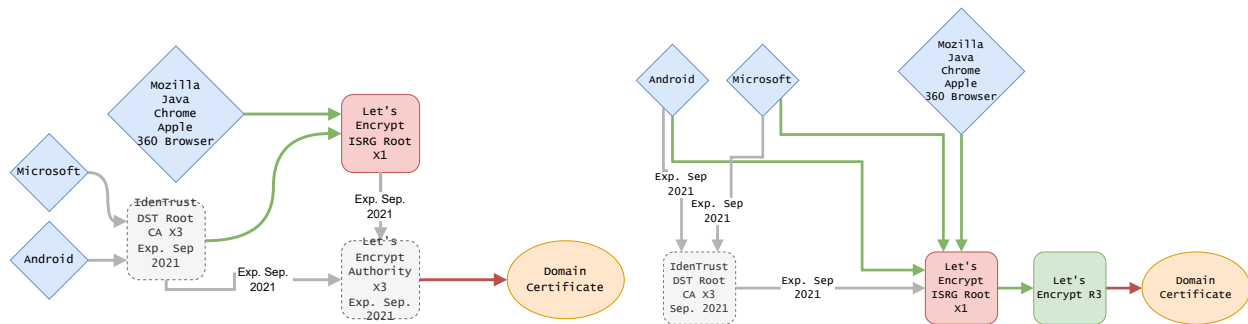 Mozilla
Java
Chrome
Apple
360 Browser
Let's
Encrypt
ISRG Root
X1
Microsoft
Android
IdenTrust
DST Root
CA X3
Exp. Sep
2021
Exp. Sep.
2021
Exp. Sep.
2021
Let's
Encrypt
Authority
X3
Exp. Sep.
2021
Domain
Certificate
Android
Microsoft
Mozilla
Java
Chrome
Apple
360 Browser
Exp. Sep
2021
Exp. Sep
2021
IdenTrust
DST Root
CA X3
Sep. 2021
Exp. Sep
2021
Let's
Encrypt
ISRG Root
X1
Let's
Encrypt R3
Domain
Certificate